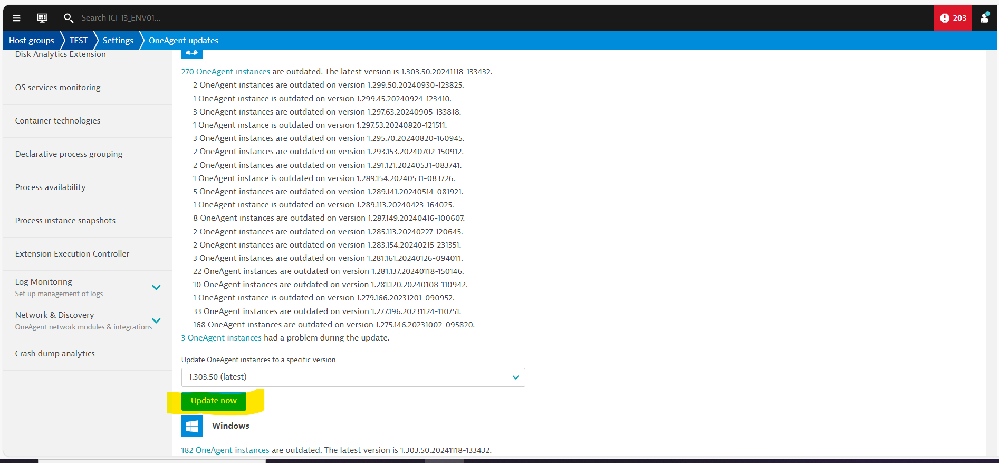 Search ICI-13_ENV01...
203
Host groups
TEST
Settings
OneAgent updates
Disk Analytics Extension
OS services monitoring
Container technologies
Declarative process grouping
Process availability
Process instance snapshots
Extension Execution Controller
Log Monitoring
Set up management of logs
Network & Discovery
OneAgent network modules & integrations
Crash dump analytics
270 OneAgent instances are outdated. The latest version is 1.303.50.20241118-133432.
2 OneAgent instances are outdated on version 1.299.50.20240930-123825.
1 OneAgent instance is outdated on version 1.299.45.20240924-123410.
3 OneAgent instances are outdated on version 1.297.63.20240905-133818.
1 OneAgent instance is outdated on version 1.297.53.20240820-121511.
3 OneAgent instances are outdated on version 1.295.70.20240820-160945.
2 OneAgent instances are outdated on version 1.293.153.20240702-150912.
2 OneAgent instances are outdated on version 1.291.121.20240531-083741.
1 OneAgent instance is outdated on version 1.289.154.20240531-083726.
5 OneAgent instances are outdated on version 1.289.141.20240514-081921.
1 OneAgent instance is outdated on version 1.289.113.20240423-164025.
8 OneAgent instances are outdated on version 1.287.149.20240416-100607.
2 OneAgent instances are outdated on version 1.285.113.20240227-120645.
2 OneAgent instances are outdated on version 1.283.154.20240215-231351.
3 OneAgent instances are outdated on version 1.281.161.20240126-094011.
22 OneAgent instances are outdated on version 1.281.137.20240118-150146.
10 OneAgent instances are outdated on version 1.281.120.20240108-110942.
1 OneAgent instance is outdated on version 1.279.166.20231201-090952.
33 OneAgent instances are outdated on version 1.277.196.20231124-110751.
168 OneAgent instances are outdated on version 1.275.146.20231002-095820.
3 OneAgent instances had a problem during the update.
Update OneAgent instances to a specific version
1.303.50 (latest)
Update now
Windows
182 OneAgent instances are outdated. The latest version is 1.303.50.20241118-133432.